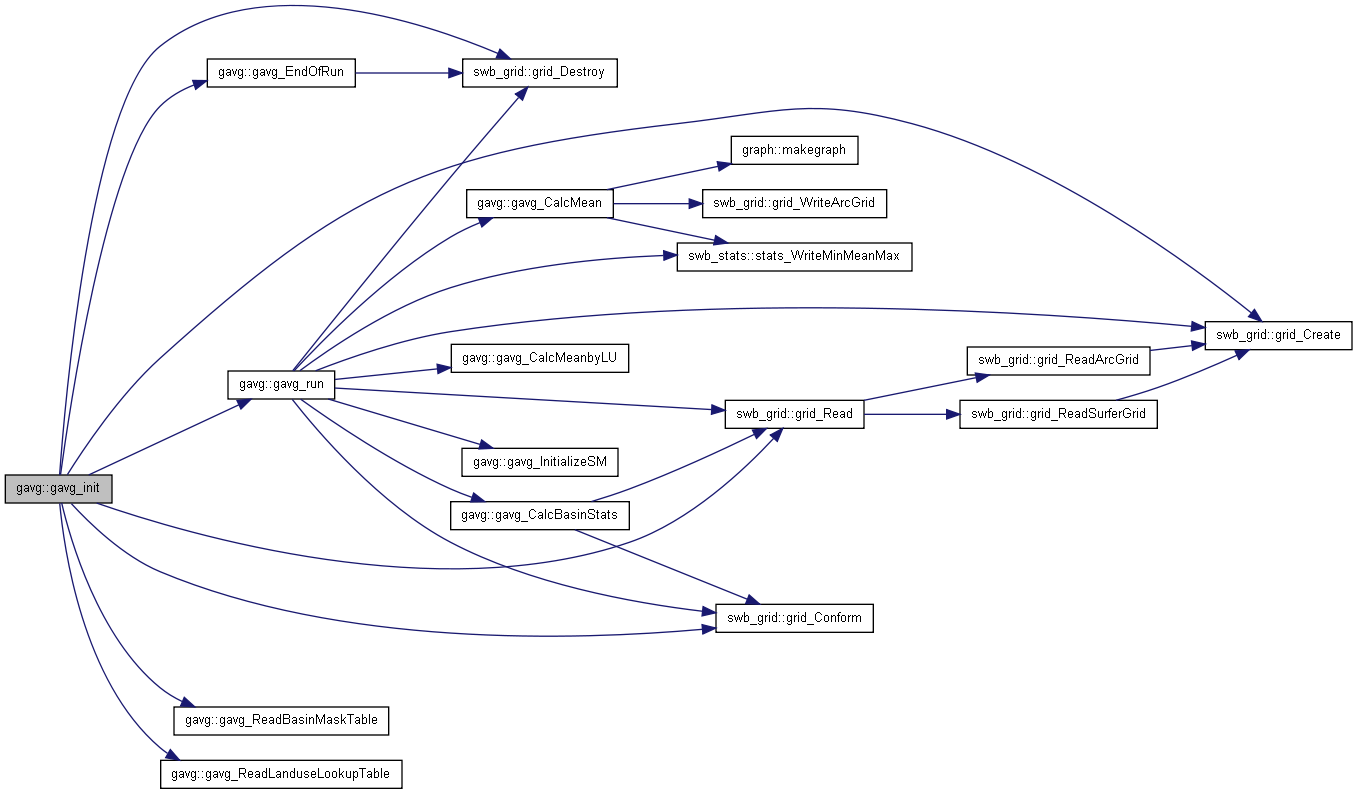 gavg::gavg_EndOfRun
swb_grid::grid_Destroy
graph::makegraph
gavg::gavg_CalcMean
swb_grid::grid_WriteArcGrid
swb_stats::stats_WriteMinMeanMax
swb_grid::grid_Create
gavg::gavg_CalcMeanbyLU
swb_grid::grid_ReadArcGrid
gavg::gavg_run
swb_grid::grid_Read
swb_grid::grid_ReadSurferGrid
gavg::gavg_InitializeSM
gavg::gavg_init
gavg::gavg_CalcBasinStats
swb_grid::grid_Conform
gavg::gavg_ReadBasinMaskTable
gavg::gavg_ReadLanduseLookupTable